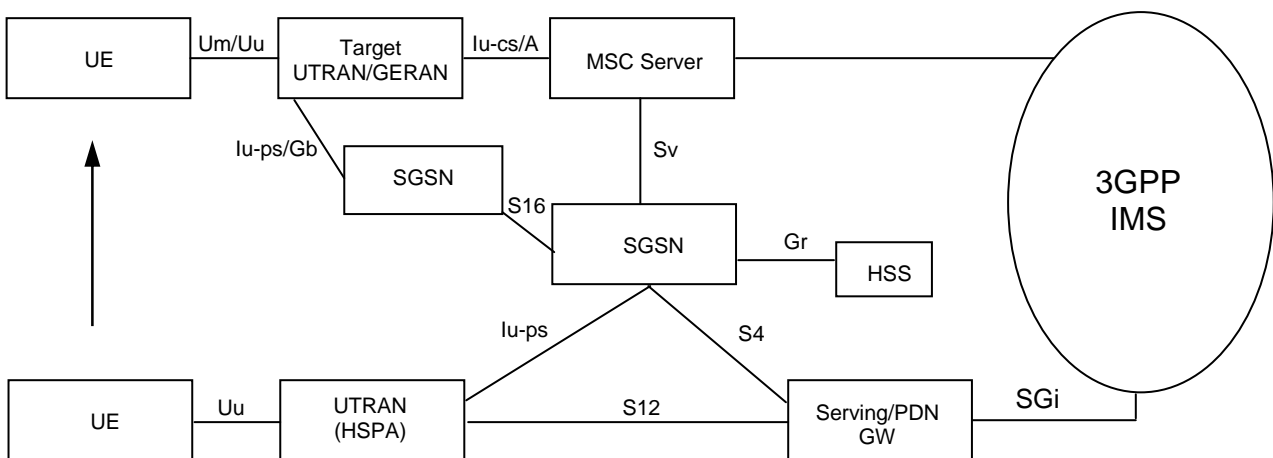 UE
Um/Uu
Target
UTRAN/GERAN
Iu-cs/A
MSC Server
Iu-ps/Gb
SGSN
S16
Sv
SGSN
Gr
HSS
3GPP
IMS
Iu-ps
S4
UE
Uu
UTRAN
(HSPA)
S12
Serving/PDN
GW
SGi